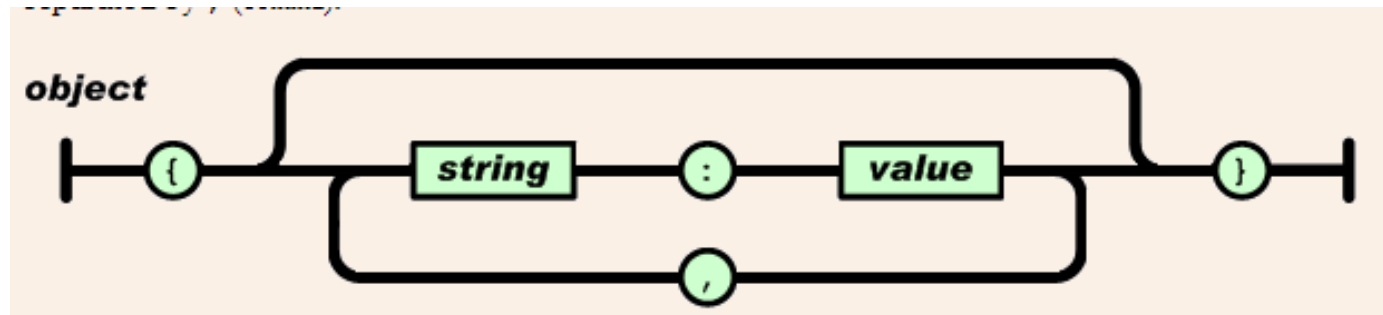 object
{ string : value }
,